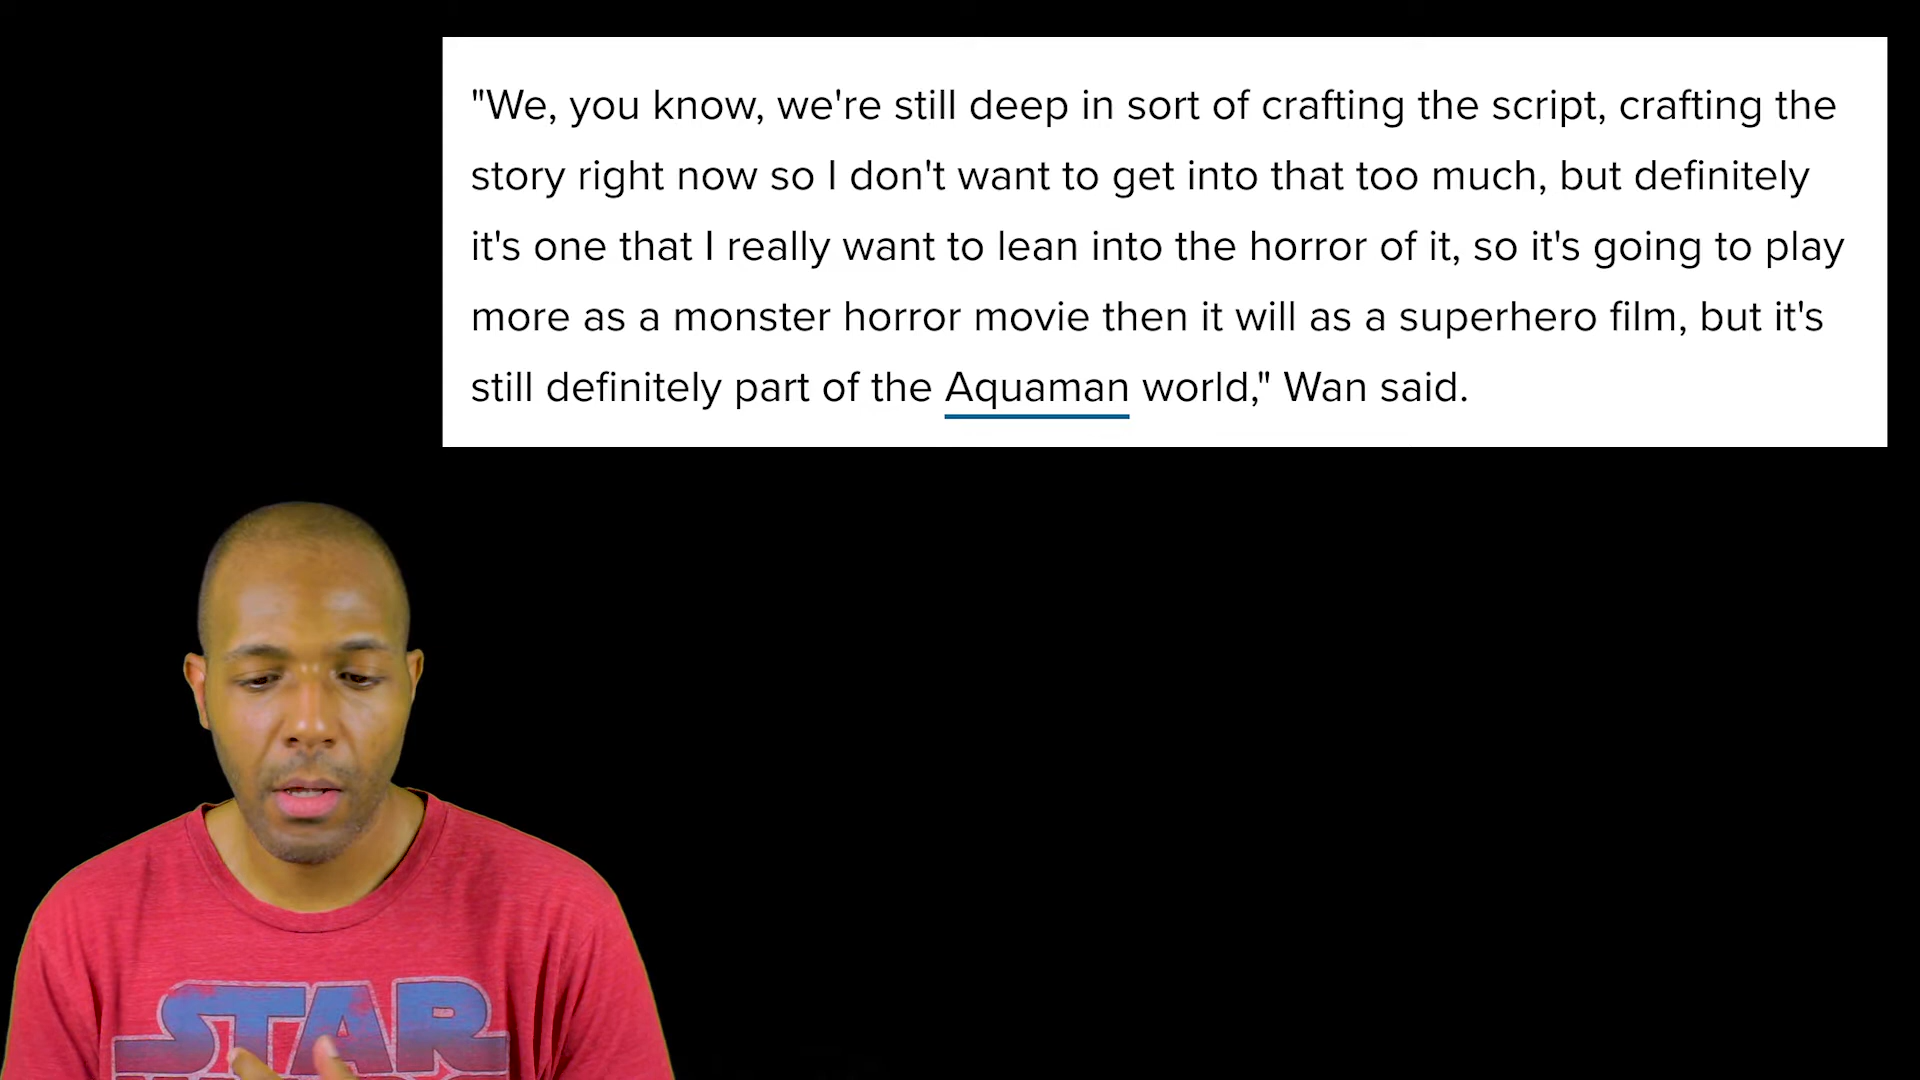 "We, you know, we're still deep in sort of crafting the script, crafting the
story right now so I don't want to get into that too much, but definitely
it's one that I really want to lean into the horror of it, so it's going to play
more as a monster horror movie then it will as a superhero film, but it's
still definitely part of the Aquaman world," Wan said.
STAR